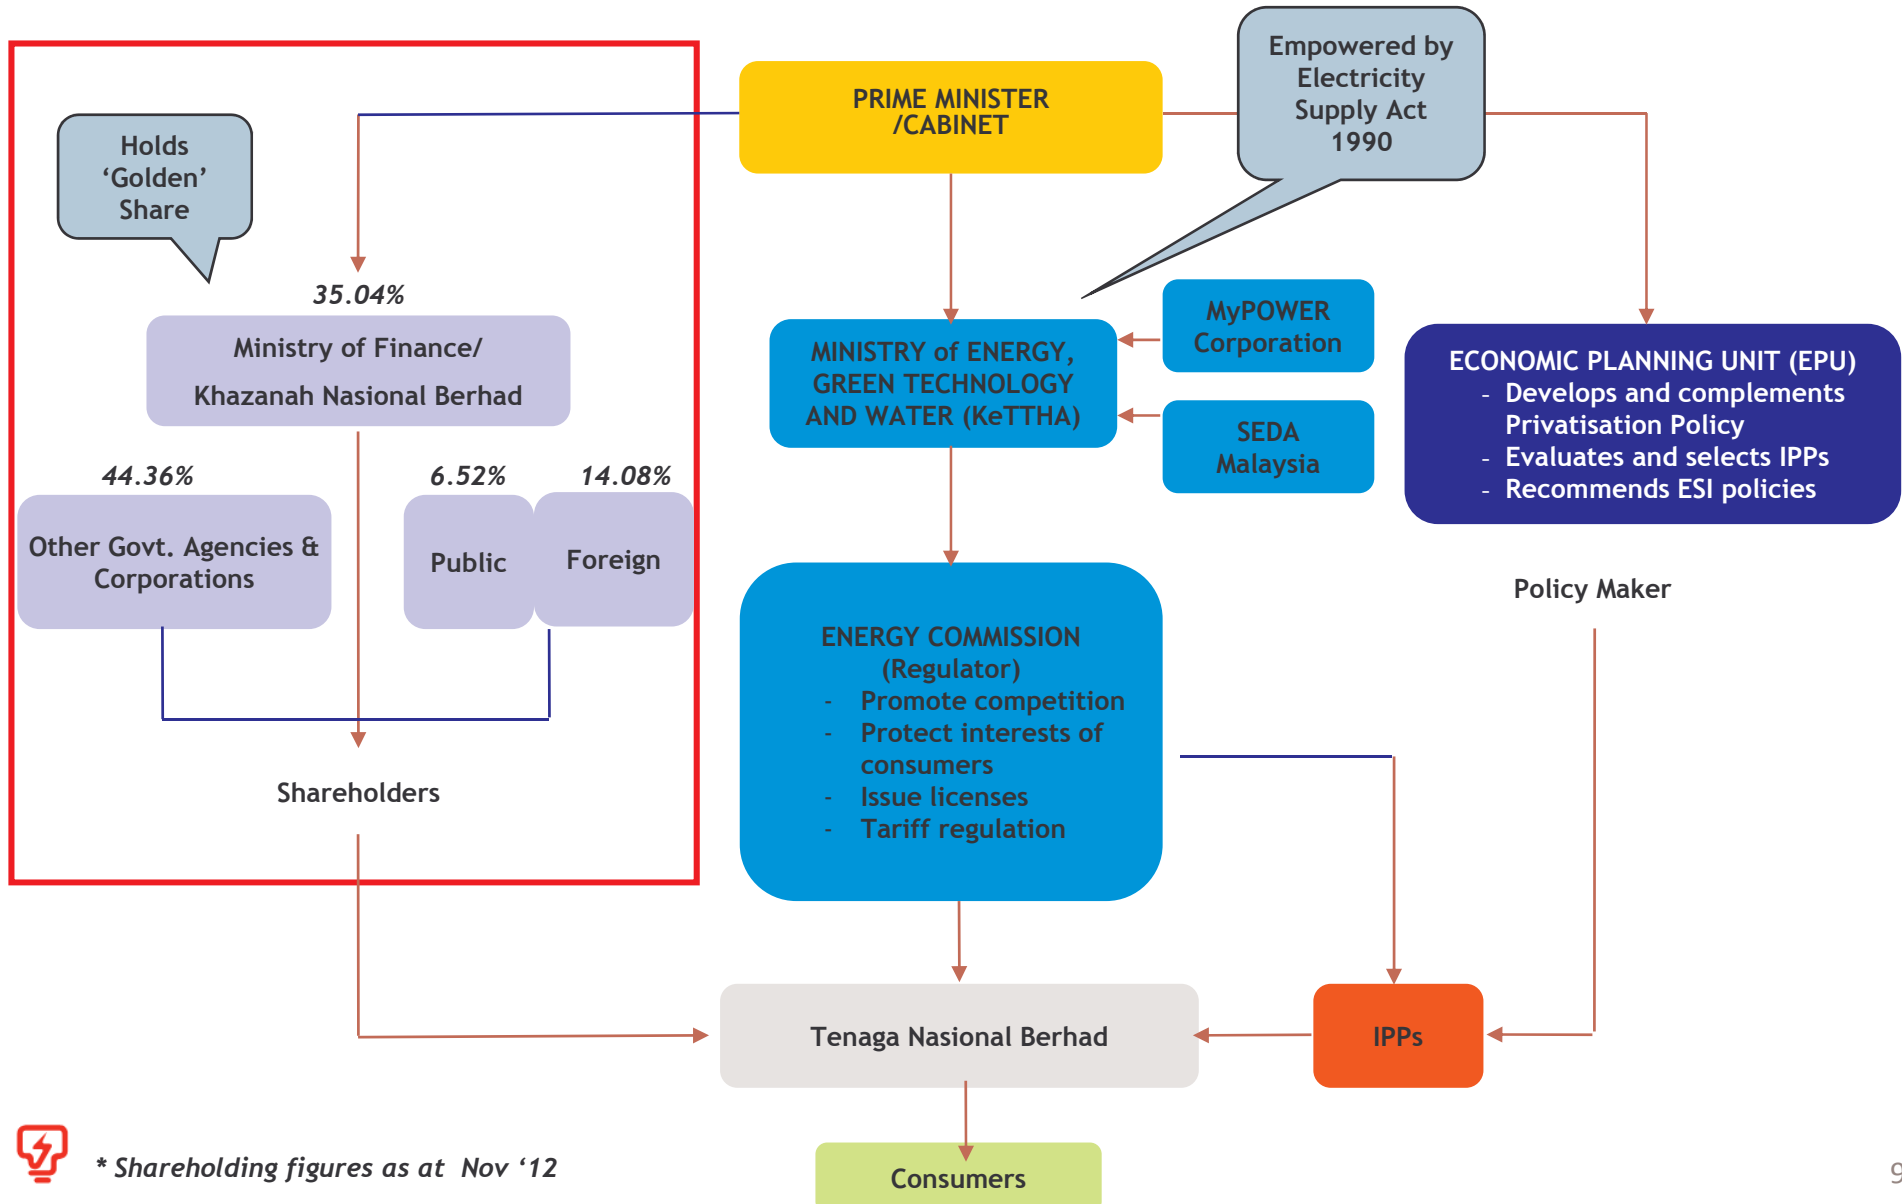 Empowered by
Electricity
Supply Act
1990
PRIME MINISTER
/CABINET
Holds
‘Golden’
Share
35.04%
Ministry of Finance/
Khazanah Nasional Berhad
44.36%
6.52%
14.08%
Other Govt. Agencies &
Corporations
Public
Foreign
Shareholders
MINISTRY of ENERGY,
GREEN TECHNOLOGY
AND WATER (KeTTHA)
MyPOWER
Corporation
SEDA
Malaysia
ECONOMIC PLANNING UNIT (EPU)
- Develops and complements
Privatisation Policy
- Evaluates and selects IPPs
- Recommends ESI policies
Policy Maker
ENERGY COMMISSION
(Regulator)
- Promote competition
- Protect interests of
consumers
- Issue licenses
- Tariff regulation
Tenaga Nasional Berhad
IPPs
Consumers
* Shareholding figures as at Nov ‘12
9